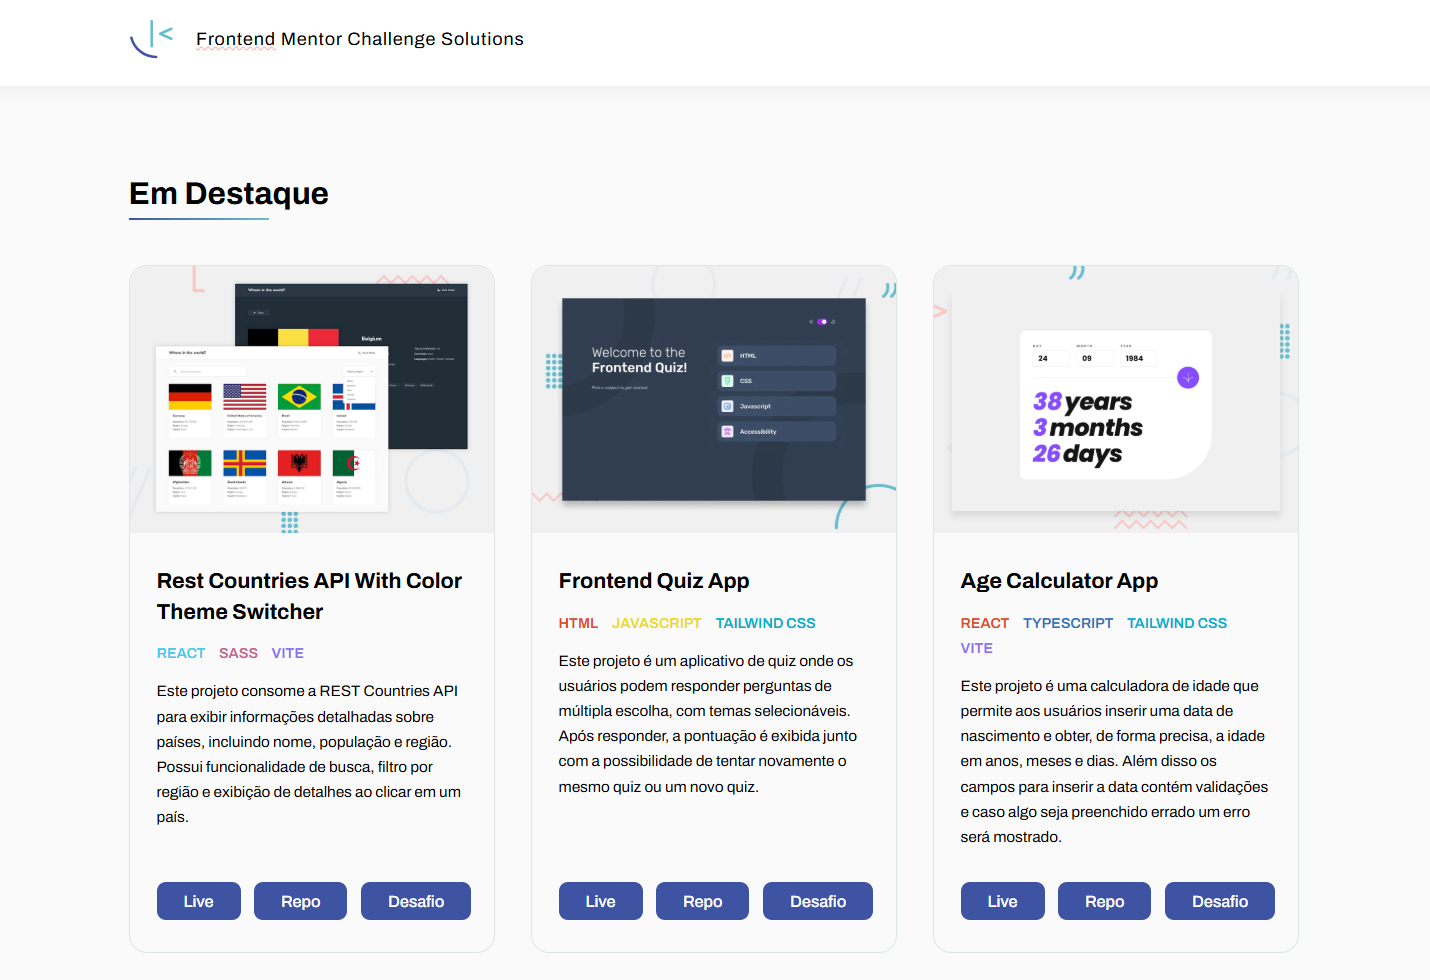 Frontend Mentor Challenge Solutions
Em Destaque
Where in the world?
Belgium
Where in the world?
Germany
United States of America
Brazil
Iceland
Afghanistan
Åland Islands
Albania
Algeria
Welcome to the
Frontend Quiz!
Pick a subject to get started.
HTML
CSS
Javascript
Accessibility
DAY MONTH YEAR
24 09 1984
38 years
3 months
26 days
Rest Countries API With Color
Theme Switcher
REACT SASS VITE
Este projeto consome a REST Countries API
para exibir informações detalhadas sobre
países, incluindo nome, população e região.
Possui funcionalidade de busca, filtro por
região e exibição de detalhes ao clicar em um
país.
Live Repo Desafio
Frontend Quiz App
HTML JAVASCRIPT TAILWIND CSS
Este projeto é um aplicativo de quiz onde os
usuários podem responder perguntas de
múltipla escolha, com temas selecionáveis.
Após responder, a pontuação é exibida junto
com a possibilidade de tentar novamente o
mesmo quiz ou um novo quiz.
Live Repo Desafio
Age Calculator App
REACT TYPESCRIPT TAILWIND CSS
VITE
Este projeto é uma calculadora de idade que
permite aos usuários inserir uma data de
nascimento e obter, de forma precisa, a idade
em anos, meses e dias. Além disso os
campos para inserir a data contém validações
e caso algo seja preenchido errado um erro
será mostrado.
Live Repo Desafio